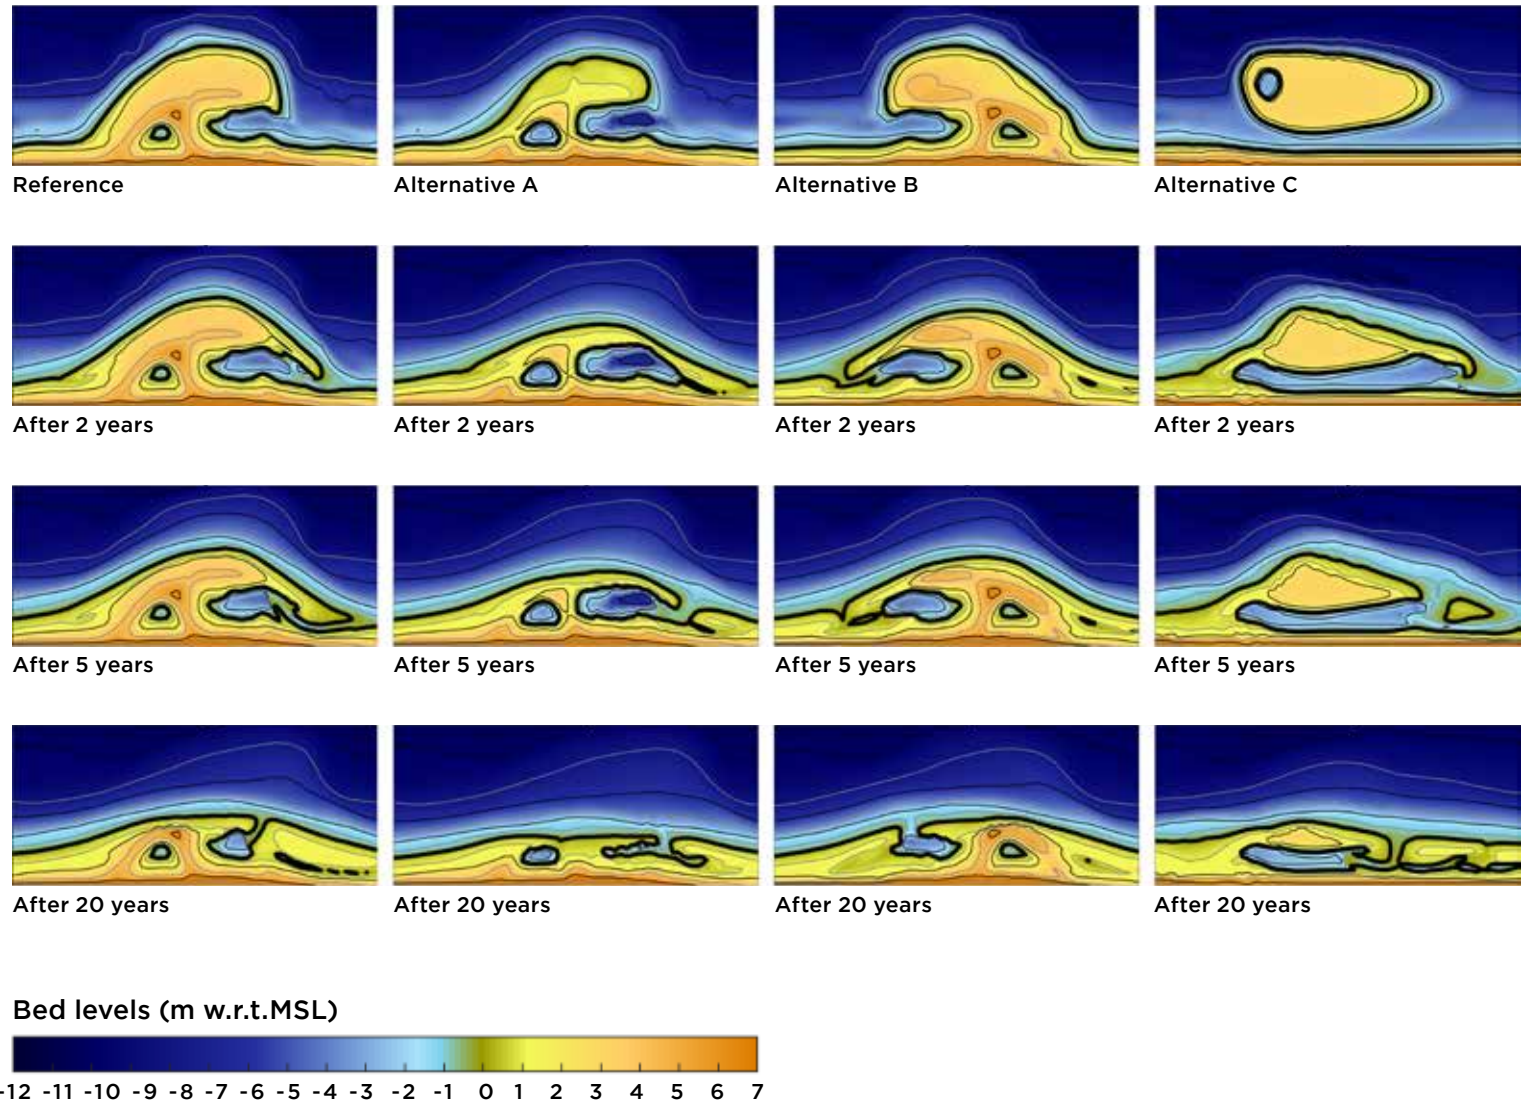 Reference Alternative A Alternative B Alternative C
After 2 years After 2 years After 2 years After 2 years
After 5 years After 5 years After 5 years After 5 years
After 20 years After 20 years After 20 years After 20 years
Bed levels (m w.r.t.MSL)
-12 -11 -10 -9 -8 -7 -6 -5 -4 -3 -2 -1 0 1 2 3 4 5 6 7